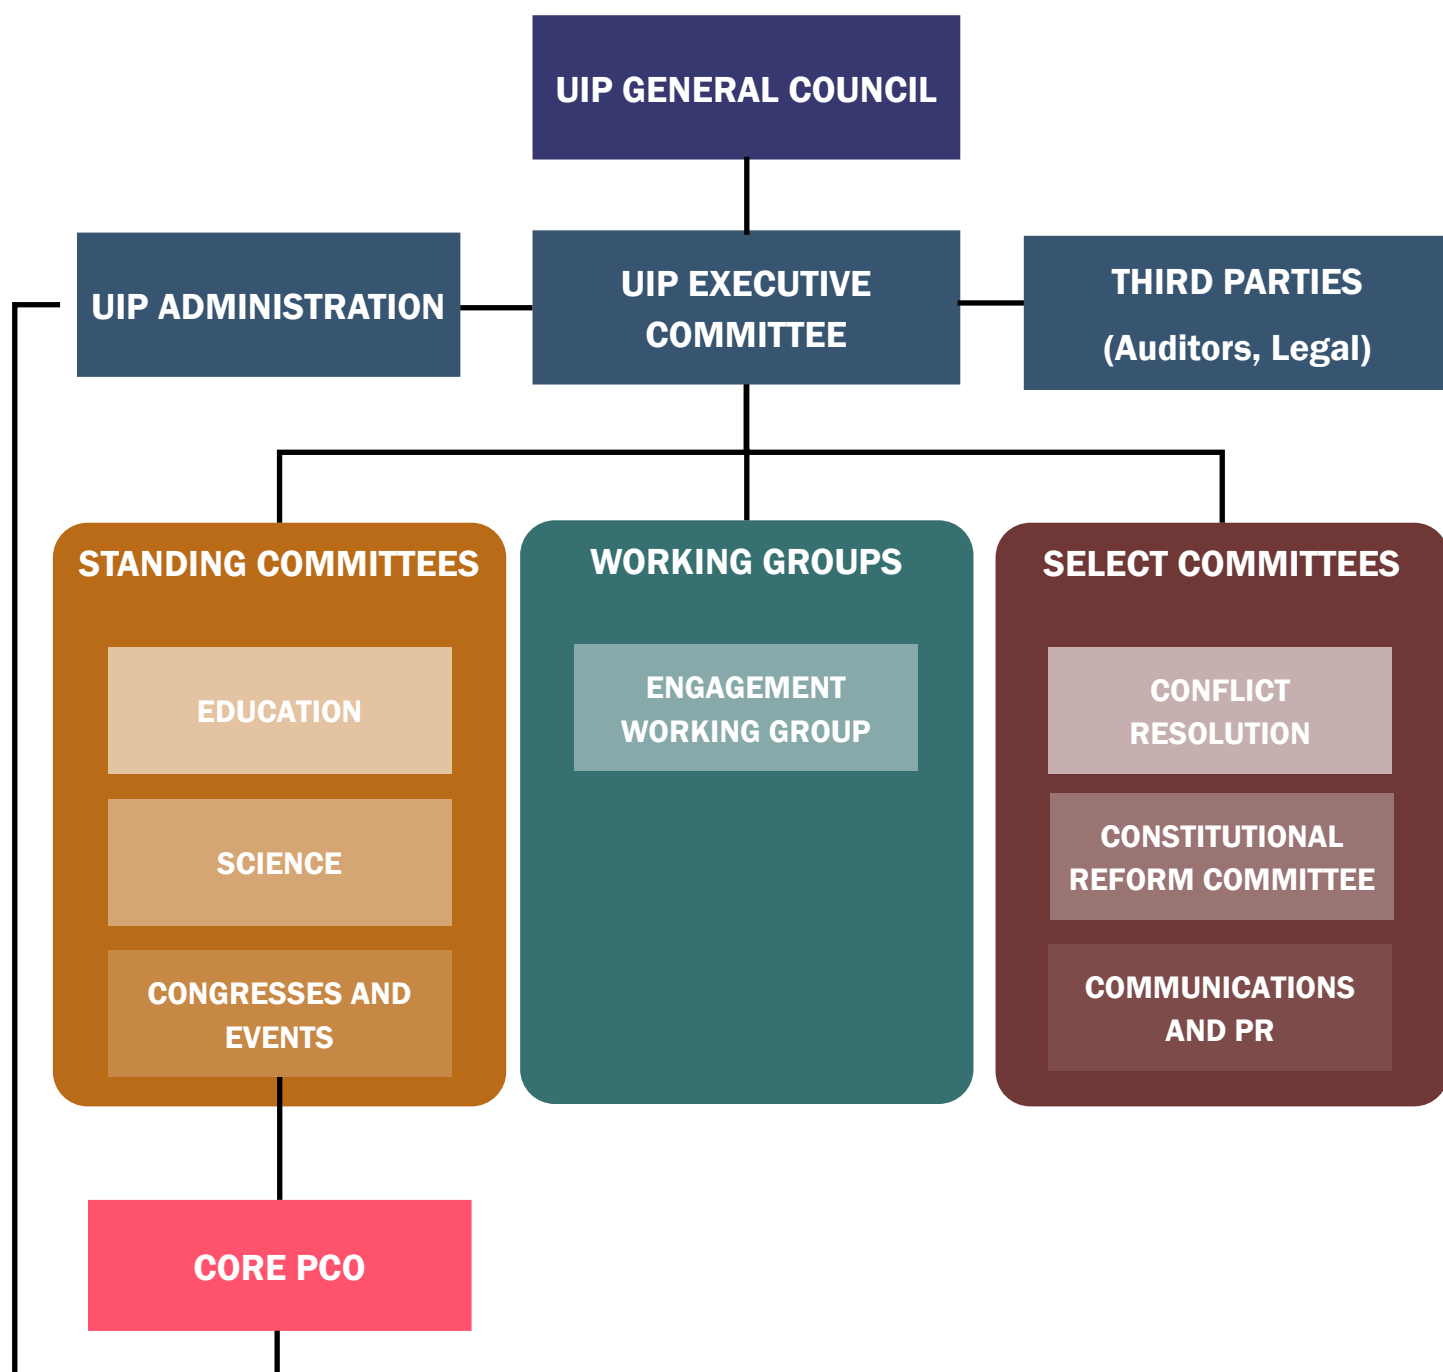 UIP GENERAL COUNCIL
UIP ADMINISTRATION
UIP EXECUTIVE
COMMITTEE
THIRD PARTIES
(Auditors, Legal)
STANDING COMMITTEES
EDUCATION
SCIENCE
CONGRESSES AND
EVENTS
WORKING GROUPS
ENGAGEMENT
WORKING GROUP
SELECT COMMITTEES
CONFLICT
RESOLUTION
CONSTITUTIONAL
REFORM COMMITTEE
COMMUNICATIONS
AND PR
CORE PCO